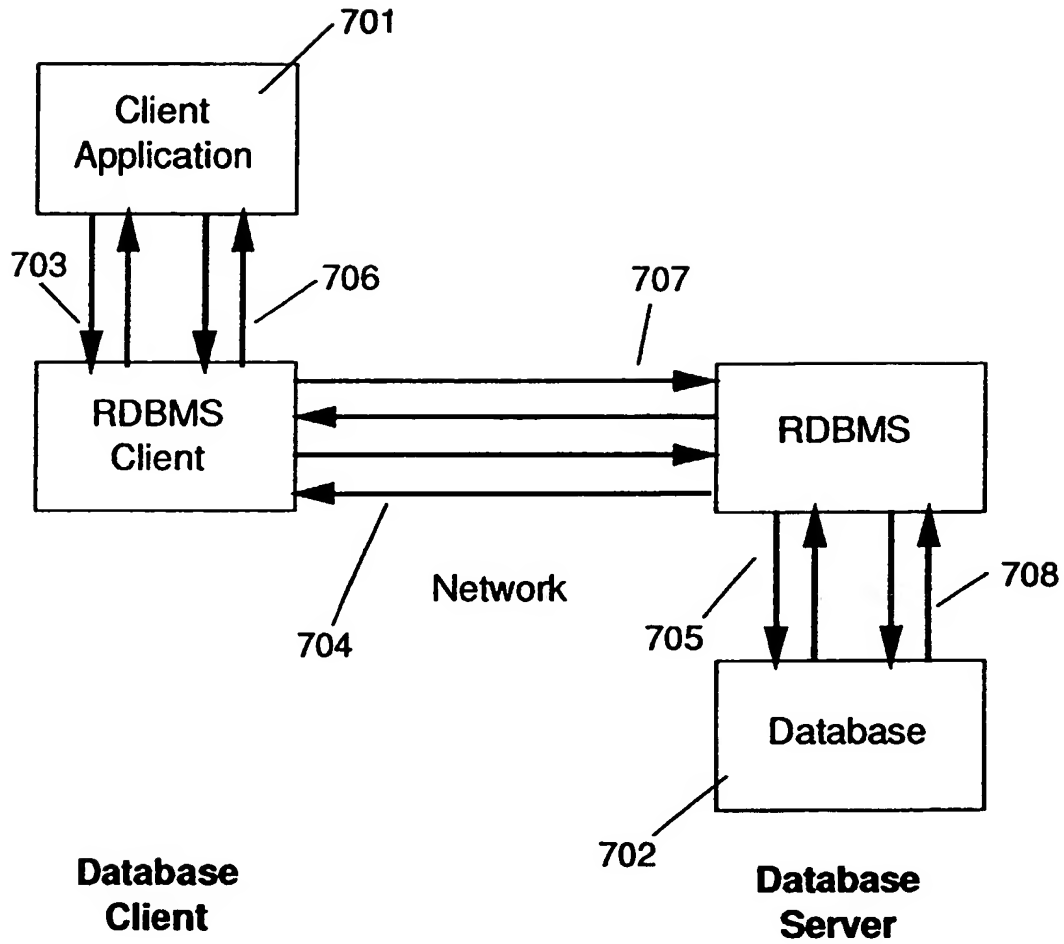 701
Client
Application
703
706
707
RDBMS
Client
RDBMS
Network
704
705
708
Database
702
Database
Client
Database
Server